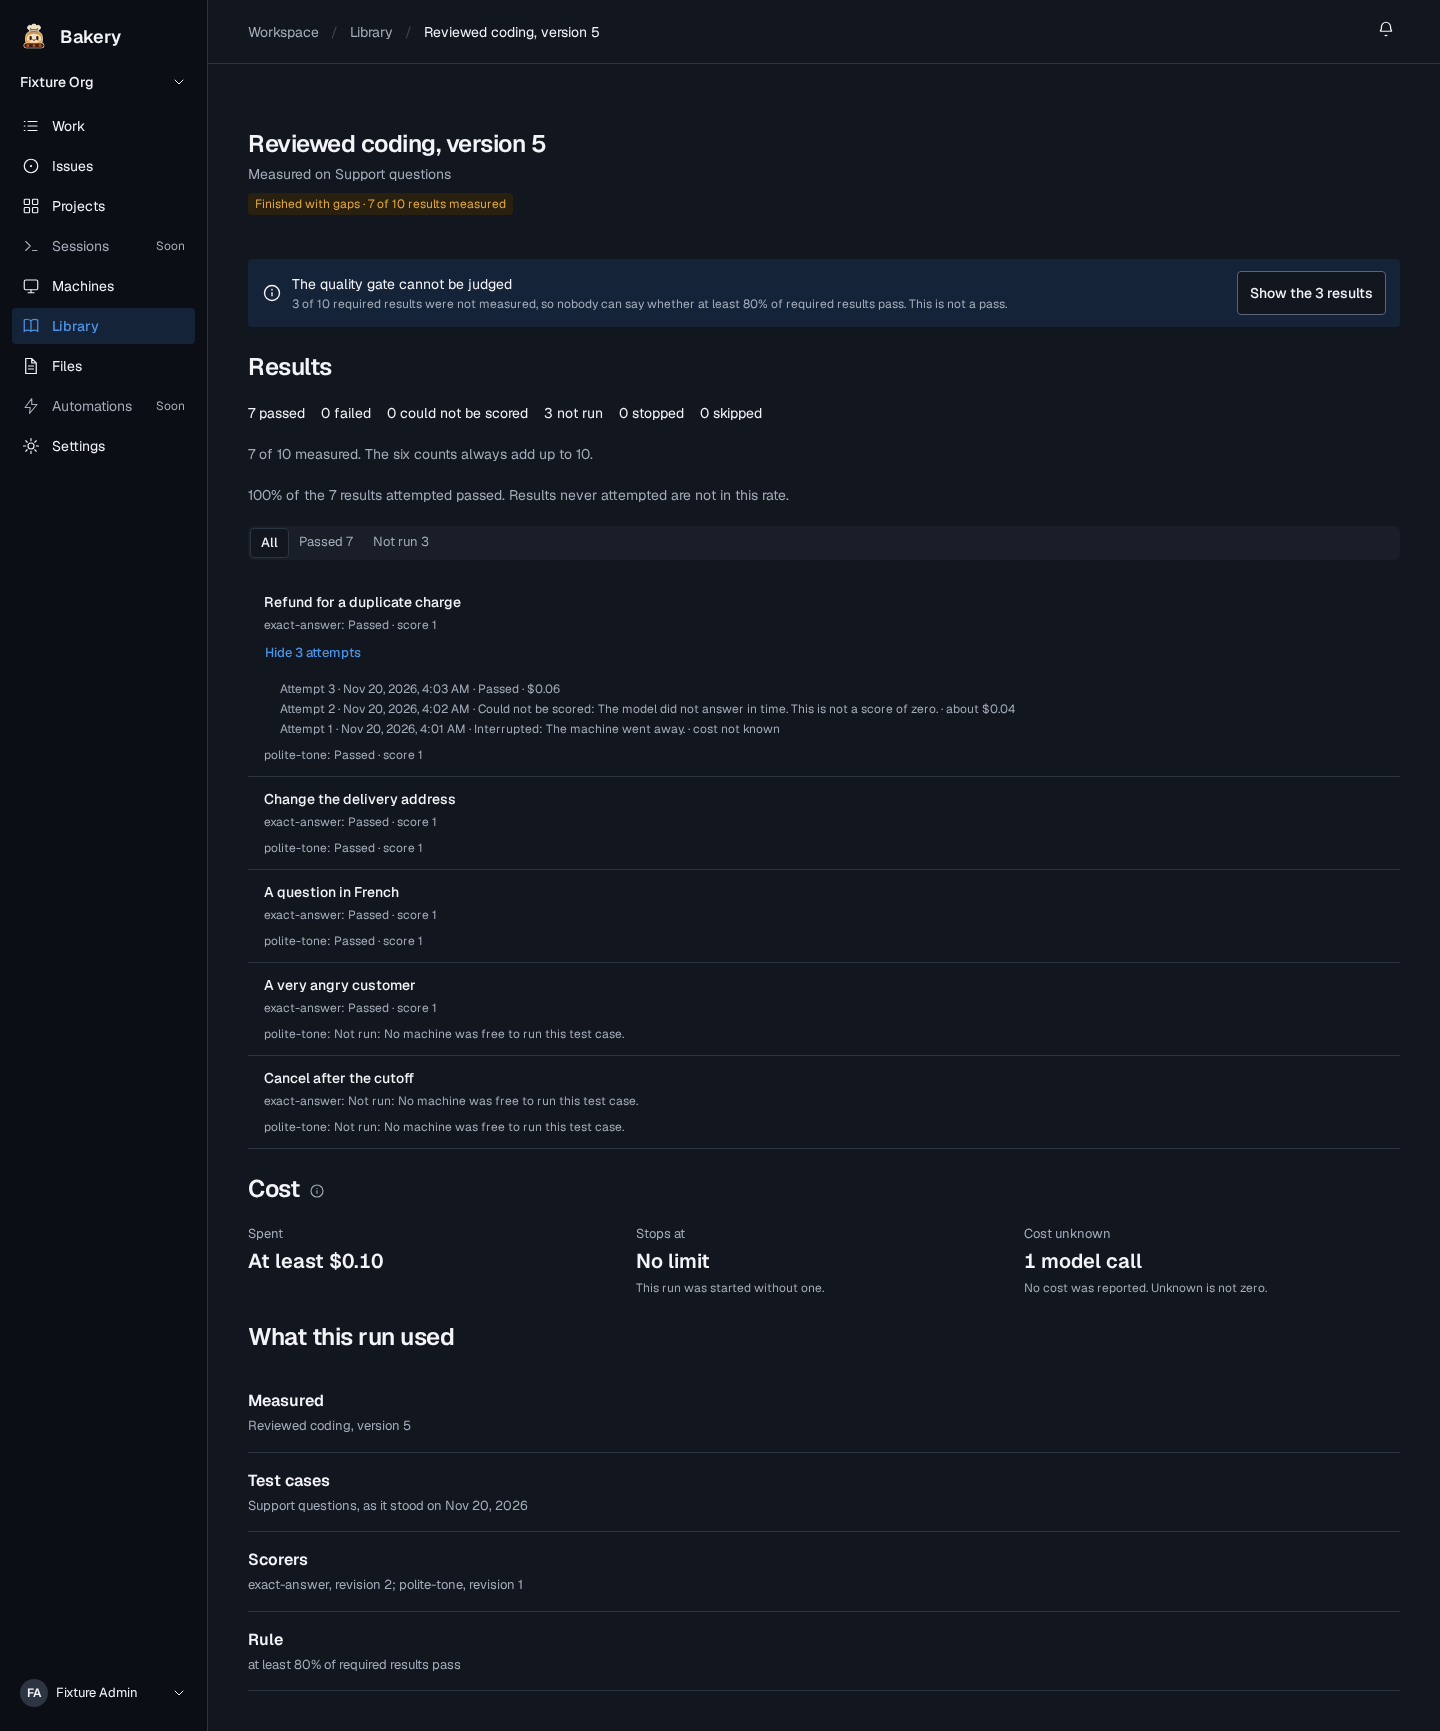 Bakery
Fixture Org
Work
Issues
Projects
Sessions Soon
Machines
Library
Files
Automations Soon
Settings
FA Fixture Admin
Workspace / Library / Reviewed coding, version 5
Reviewed coding, version 5
Measured on Support questions
Finished with gaps · 7 of 10 results measured
The quality gate cannot be judged
3 of 10 required results were not measured, so nobody can say whether at least 80% of required results pass. This is not a pass.
Show the 3 results
Results
7 passed 0 failed 0 could not be scored 3 not run 0 stopped 0 skipped
7 of 10 measured. The six counts always add up to 10.
100% of the 7 results attempted passed. Results never attempted are not in this rate.
All Passed 7 Not run 3
Refund for a duplicate charge
exact-answer: Passed · score 1
Hide 3 attempts
Attempt 3 · Nov 20, 2026, 4:03 AM · Passed · $0.06
Attempt 2 · Nov 20, 2026, 4:02 AM · Could not be scored: The model did not answer in time. This is not a score of zero. · about $0.04
Attempt 1 · Nov 20, 2026, 4:01 AM · Interrupted: The machine went away. · cost not known
polite-tone: Passed · score 1
Change the delivery address
exact-answer: Passed · score 1
polite-tone: Passed · score 1
A question in French
exact-answer: Passed · score 1
polite-tone: Passed · score 1
A very angry customer
exact-answer: Passed · score 1
polite-tone: Not run: No machine was free to run this test case.
Cancel after the cutoff
exact-answer: Not run: No machine was free to run this test case.
polite-tone: Not run: No machine was free to run this test case.
Cost
Spent
At least $0.10
Stops at
No limit
This run was started without one.
Cost unknown
1 model call
No cost was reported. Unknown is not zero.
What this run used
Measured
Reviewed coding, version 5
Test cases
Support questions, as it stood on Nov 20, 2026
Scorers
exact-answer, revision 2; polite-tone, revision 1
Rule
at least 80% of required results pass